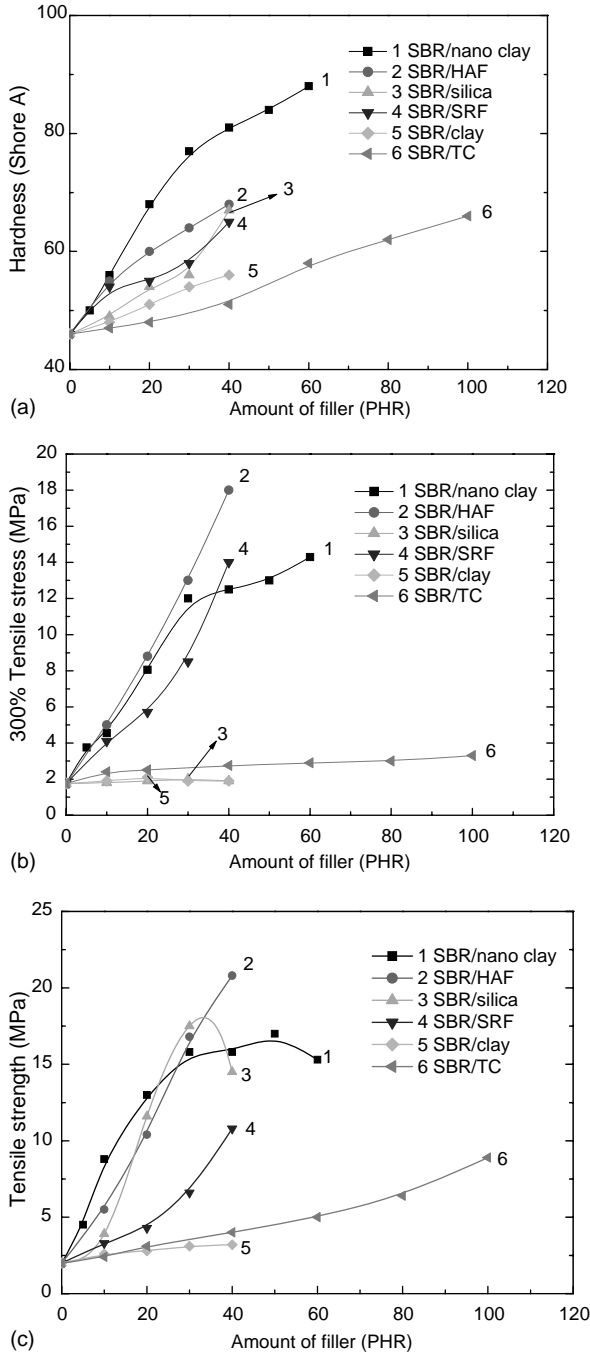 100
80
60
40
Hardness (Shore A)
1 SBR/nano clay
2 SBR/HAF
3 SBR/silica
4 SBR/SRF
5 SBR/clay
6 SBR/TC
1
2
3
4
5
6
0 20 40 60 80 100 120
(a) Amount of filler (PHR)
20
18
16
14
12
10
8
6
4
2
0
300% Tensile stress (MPa)
1 SBR/nano clay
2 SBR/HAF
3 SBR/silica
4 SBR/SRF
5 SBR/clay
6 SBR/TC
2
4
1
3
6
5
0 20 40 60 80 100 120
(b) Amount of filler (PHR)
25
20
15
10
5
0
Tensile strength (MPa)
1 SBR/nano clay
2 SBR/HAF
3 SBR/silica
4 SBR/SRF
5 SBR/clay
6 SBR/TC
2
1
3
4
6
5
0 20 40 60 80 100 120
(c) Amount of filler (PHR)